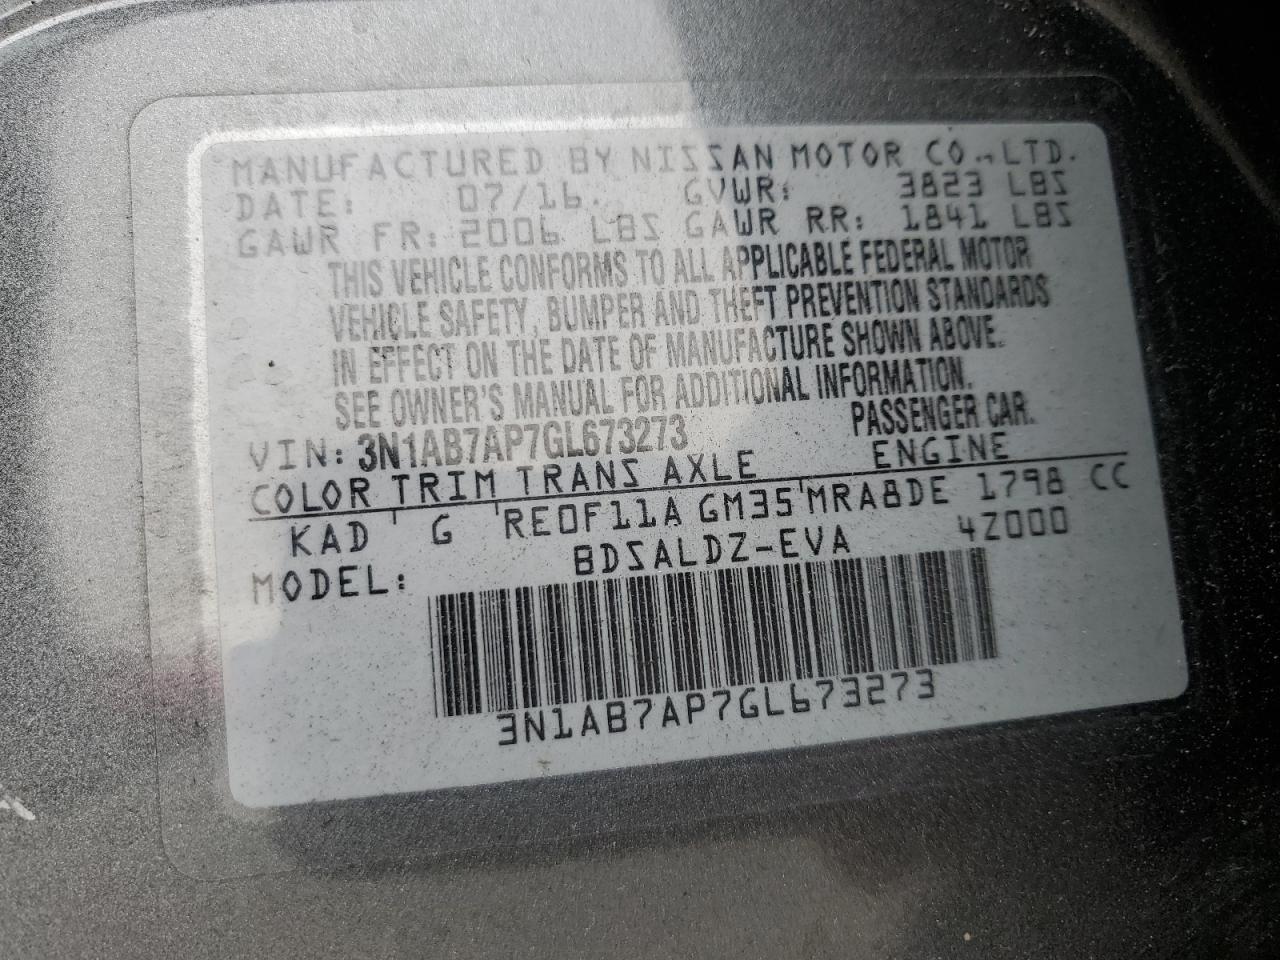 MANUFACTURED BY NISSAN MOTOR CO., LTD.
DATE: 07/16. GVWR: 3823 LBS
GAWR FR: 2006 LBS GAWR RR: 1841 LBS
THIS VEHICLE CONFORMS TO ALL APPLICABLE FEDERAL MOTOR
VEHICLE SAFETY, BUMPER AND THEFT PREVENTION STANDARDS
IN EFFECT ON THE DATE OF MANUFACTURE SHOWN ABOVE.
SEE OWNER'S MANUAL FOR ADDITIONAL INFORMATION.
VIN: 3N1AB7AP7GL673273 PASSENGER CAR.
COLOR TRIM TRANS AXLE ENGINE
KAD G RE0F11A GM35 MRA8DE 1798 CC
MODEL: BDSALDZ-EVA 4Z000
3N1AB7AP7GL673273